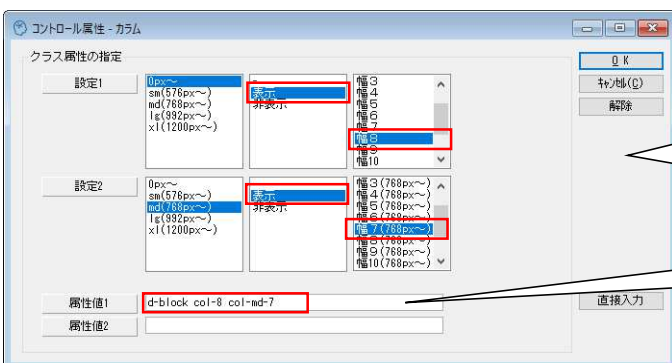 コントロール属性 - カラム
クラス属性の指定
設定1
0px～
sm(576px～)
md(768px～)
lg(992px～)
xl(1200px～)
-
表示
非表示
幅3
幅4
幅5
幅6
幅7
幅8
幅9
幅10
設定2
0px～
sm(576px～)
md(768px～)
lg(992px～)
xl(1200px～)
表示
非表示
幅3(768px～)
幅4(768px～)
幅5(768px～)
幅6(768px～)
幅7(768px～)
幅8(768px～)
幅9(768px～)
幅10(768px～)
属性値1
d-block col-8 col-md-7
属性値2
OK
キャンセル(C)
解除
直接入力